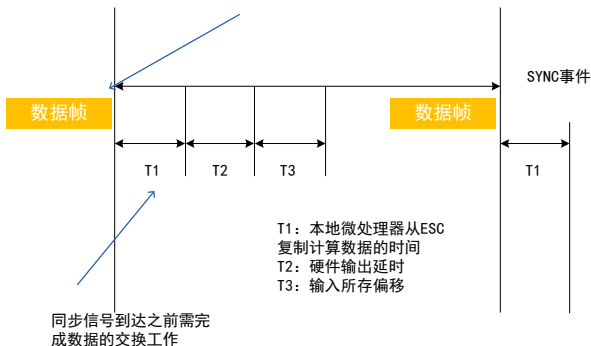 SYNC事件
数据帧
数据帧
T1
T2
T3
T1
T1：本地微处理器从ESC
复制计算数据的时间
T2：硬件输出延时
T3：输入所存偏移
同步信号到达之前需完
成数据的交换工作